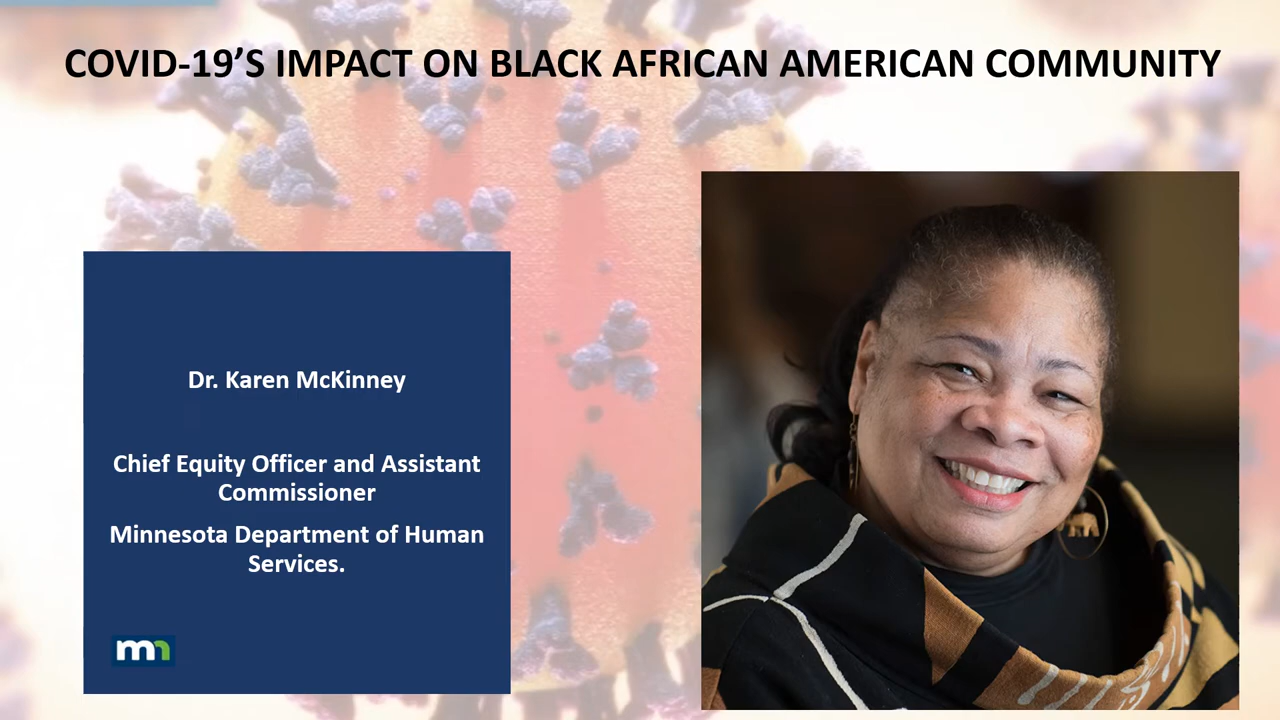 COVID-19’S IMPACT ON BLACK AFRICAN AMERICAN COMMUNITY
Dr. Karen McKinney
Chief Equity Officer and Assistant
Commissioner
Minnesota Department of Human
Services.
mn